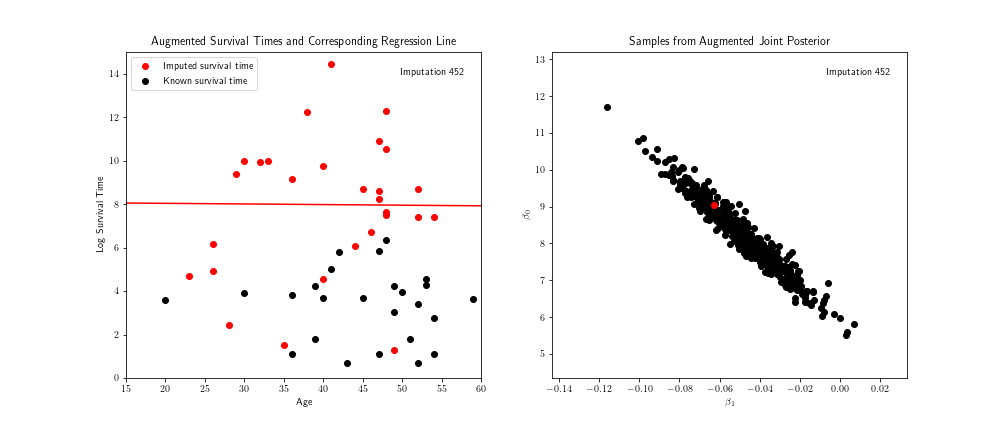 Augmented Survival Times and Corresponding Regression Line
Imputed survival time
Known survival time
Imputation 452
Log Survival Time
14
12
10
8
6
4
2
0
15 20 25 30 35 40 45 50 55 60
Age
Samples from Augmented Joint Posterior
Imputation 452
β₀
13
12
11
10
9
8
7
6
5
−0.14 −0.12 −0.10 −0.08 −0.06 −0.04 −0.02 0.00 0.02
β₁